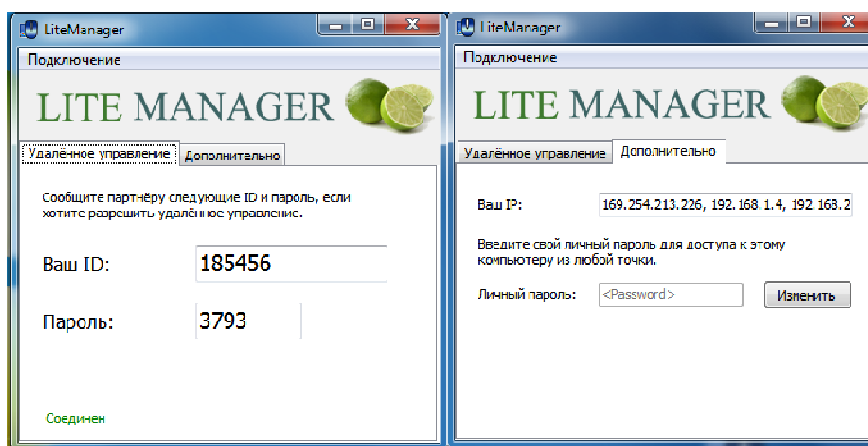 LiteManager
Подключение
LITE MANAGER
Удалённое управление
Дополнительно
Сообщите партнёру следующие ID и пароль, если
хотите разрешить удалённое управление.
Ваш ID:
185456
Пароль:
3793
Соединен
LiteManager
Подключение
LITE MANAGER
Удалённое управление
Дополнительно
Ваш IP:
169.254.213.226, 192.168.1.4, 192.168.2
Введите свой личный пароль для доступа к этому
компьютеру из любой точки.
Личный пароль:
<Password>
Изменить